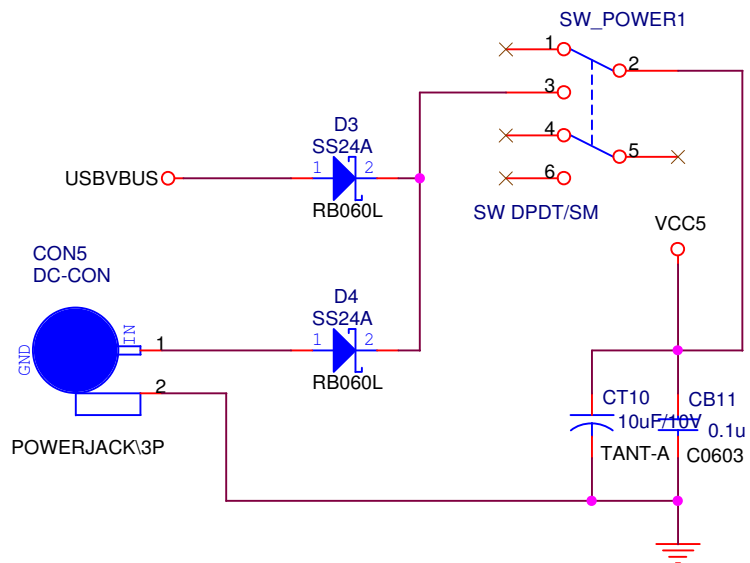 SW_POWER1
1
2
3
4
5
6
SW DPDT/SM
D3
SS24A
1
2
USBVBUS
RB060L
VCC5
CON5
DC-CON
D4
SS24A
1
2
IN
GND
1
RB060L
2
CT10
CB11
10uF/10V
0.1u
POWERJACK\3P
TANT-A
C0603